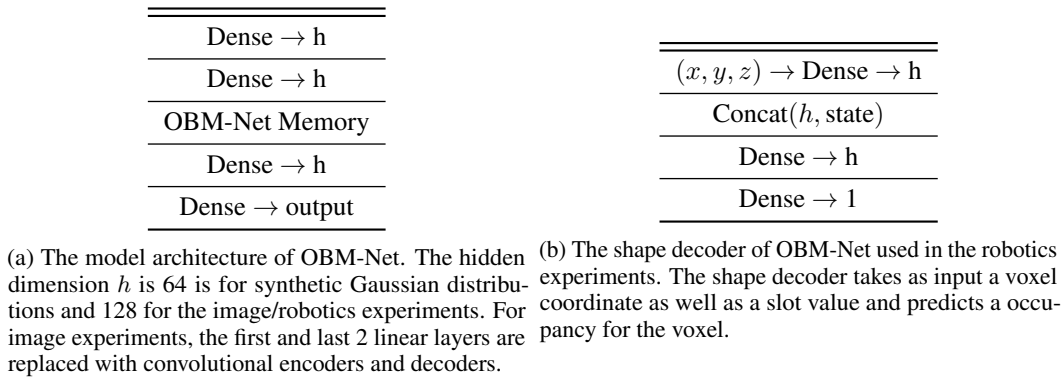 Dense → h
Dense → h
OBM-Net Memory
Dense → h
Dense → output
(a) The model architecture of OBM-Net. The hidden
dimension h is 64 is for synthetic Gaussian distribu-
tions and 128 for the image/robotics experiments. For
image experiments, the first and last 2 linear layers are
replaced with convolutional encoders and decoders.
(x, y, z) → Dense → h
Concat(h, state)
Dense → h
Dense → 1
(b) The shape decoder of OBM-Net used in the robotics
experiments. The shape decoder takes as input a voxel
coordinate as well as a slot value and predicts a occu-
pancy for the voxel.